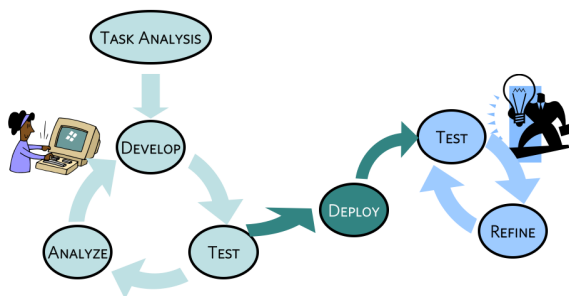 TASK ANALYSIS
DEVELOP
TEST
ANALYZE
DEPLOY
TEST
REFINE